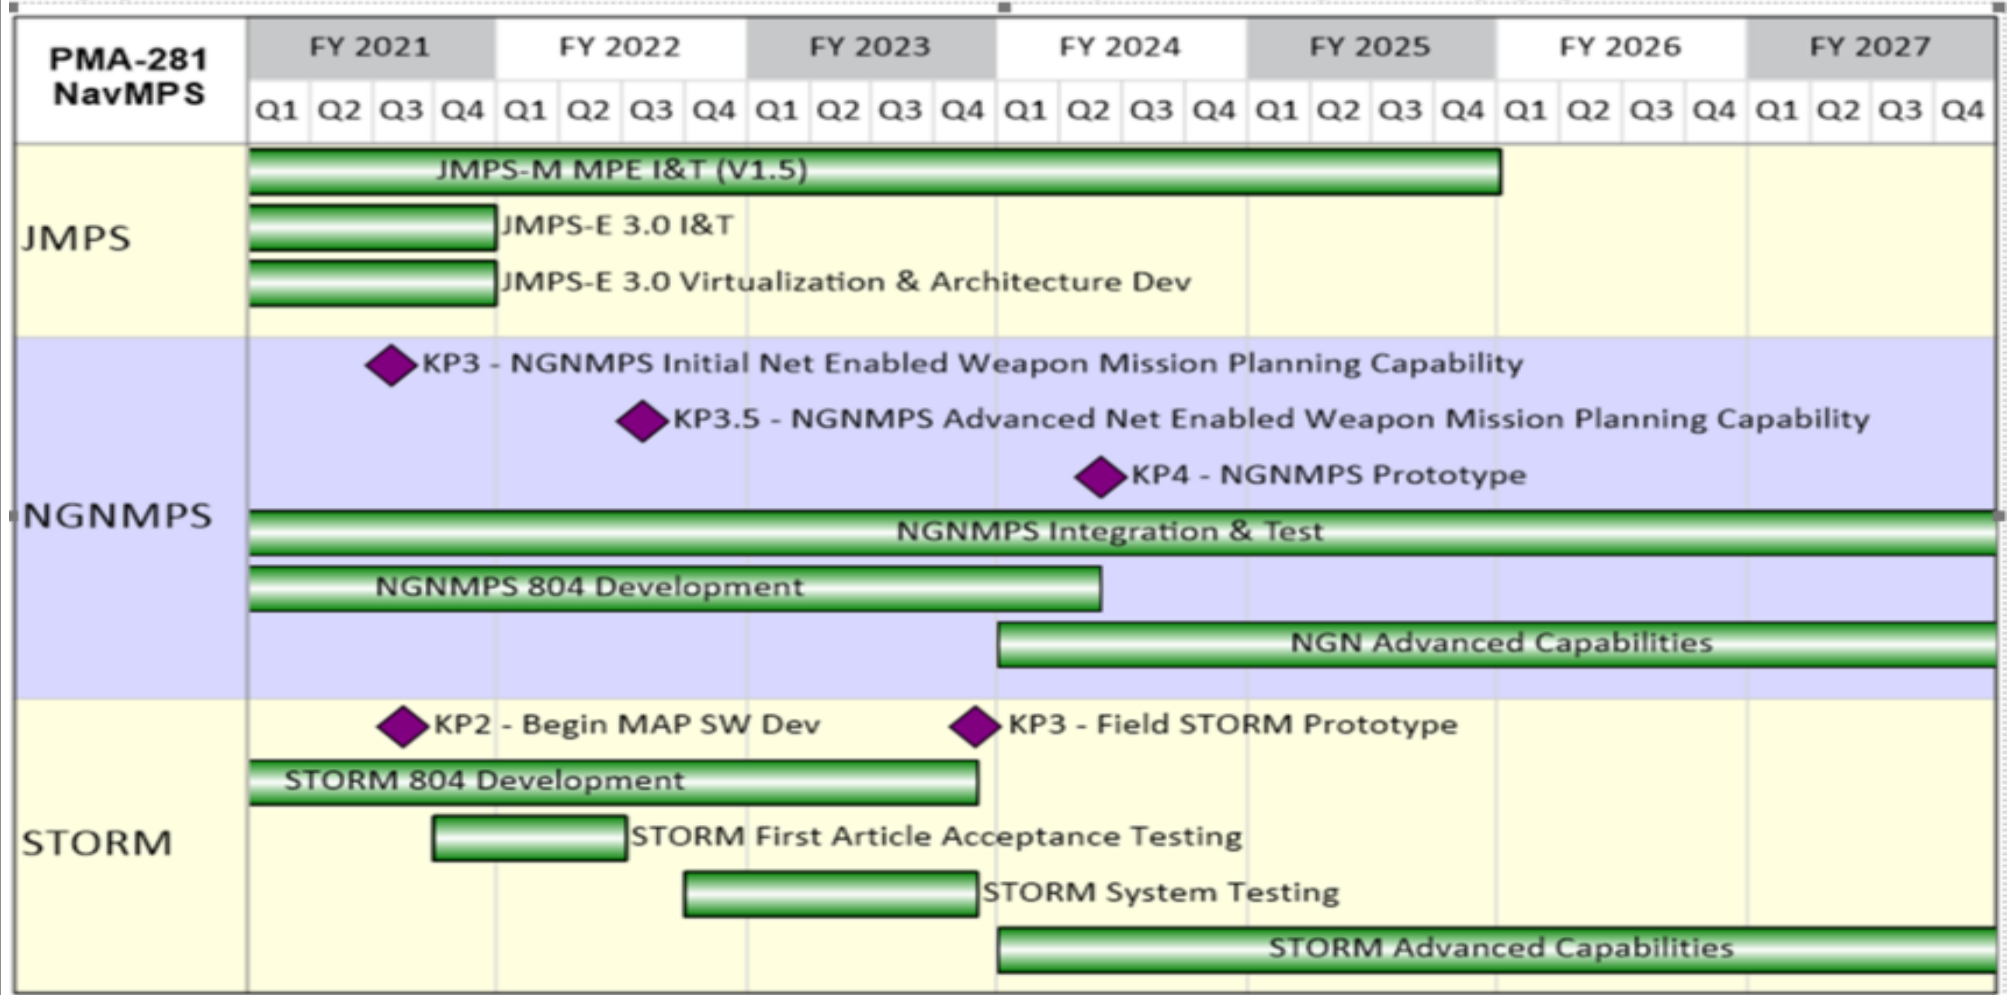 PMA-281
NavMPS
FY 2021 FY 2022 FY 2023 FY 2024 FY 2025 FY 2026 FY 2027
Q1 Q2 Q3 Q4 Q1 Q2 Q3 Q4 Q1 Q2 Q3 Q4 Q1 Q2 Q3 Q4 Q1 Q2 Q3 Q4 Q1 Q2 Q3 Q4 Q1 Q2 Q3 Q4
JMPS
JMPS-M MPE I&T (V1.5)
JMPS-E 3.0 I&T
JMPS-E 3.0 Virtualization & Architecture Dev
NGNMPS
KP3 - NGNMPS Initial Net Enabled Weapon Mission Planning Capability
KP3.5 - NGNMPS Advanced Net Enabled Weapon Mission Planning Capability
KP4 - NGNMPS Prototype
NGNMPS Integration & Test
NGNMPS 804 Development
NGN Advanced Capabilities
STORM
KP2 - Begin MAP SW Dev KP3 - Field STORM Prototype
STORM 804 Development
STORM First Article Acceptance Testing
STORM System Testing
STORM Advanced Capabilities